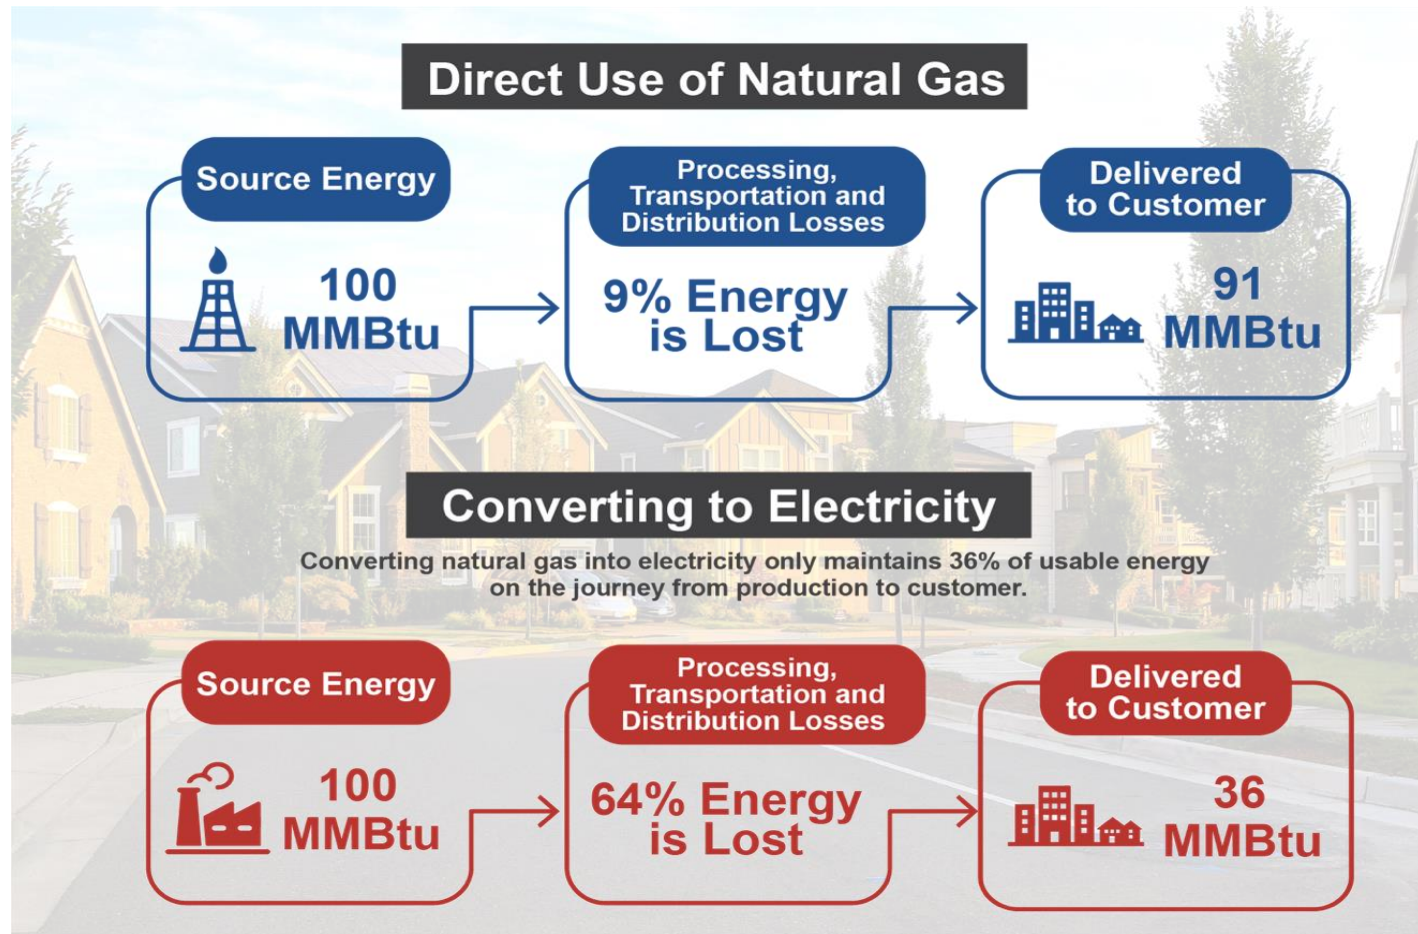 Direct Use of Natural Gas
Source Energy
100
MMBtu
Processing,
Transportation and
Distribution Losses
9% Energy
is Lost
Delivered
to Customer
91
MMBtu
Converting to Electricity
Converting natural gas into electricity only maintains 36% of usable energy
on the journey from production to customer.
Source Energy
100
MMBtu
Processing,
Transportation and
Distribution Losses
64% Energy
is Lost
Delivered
to Customer
36
MMBtu